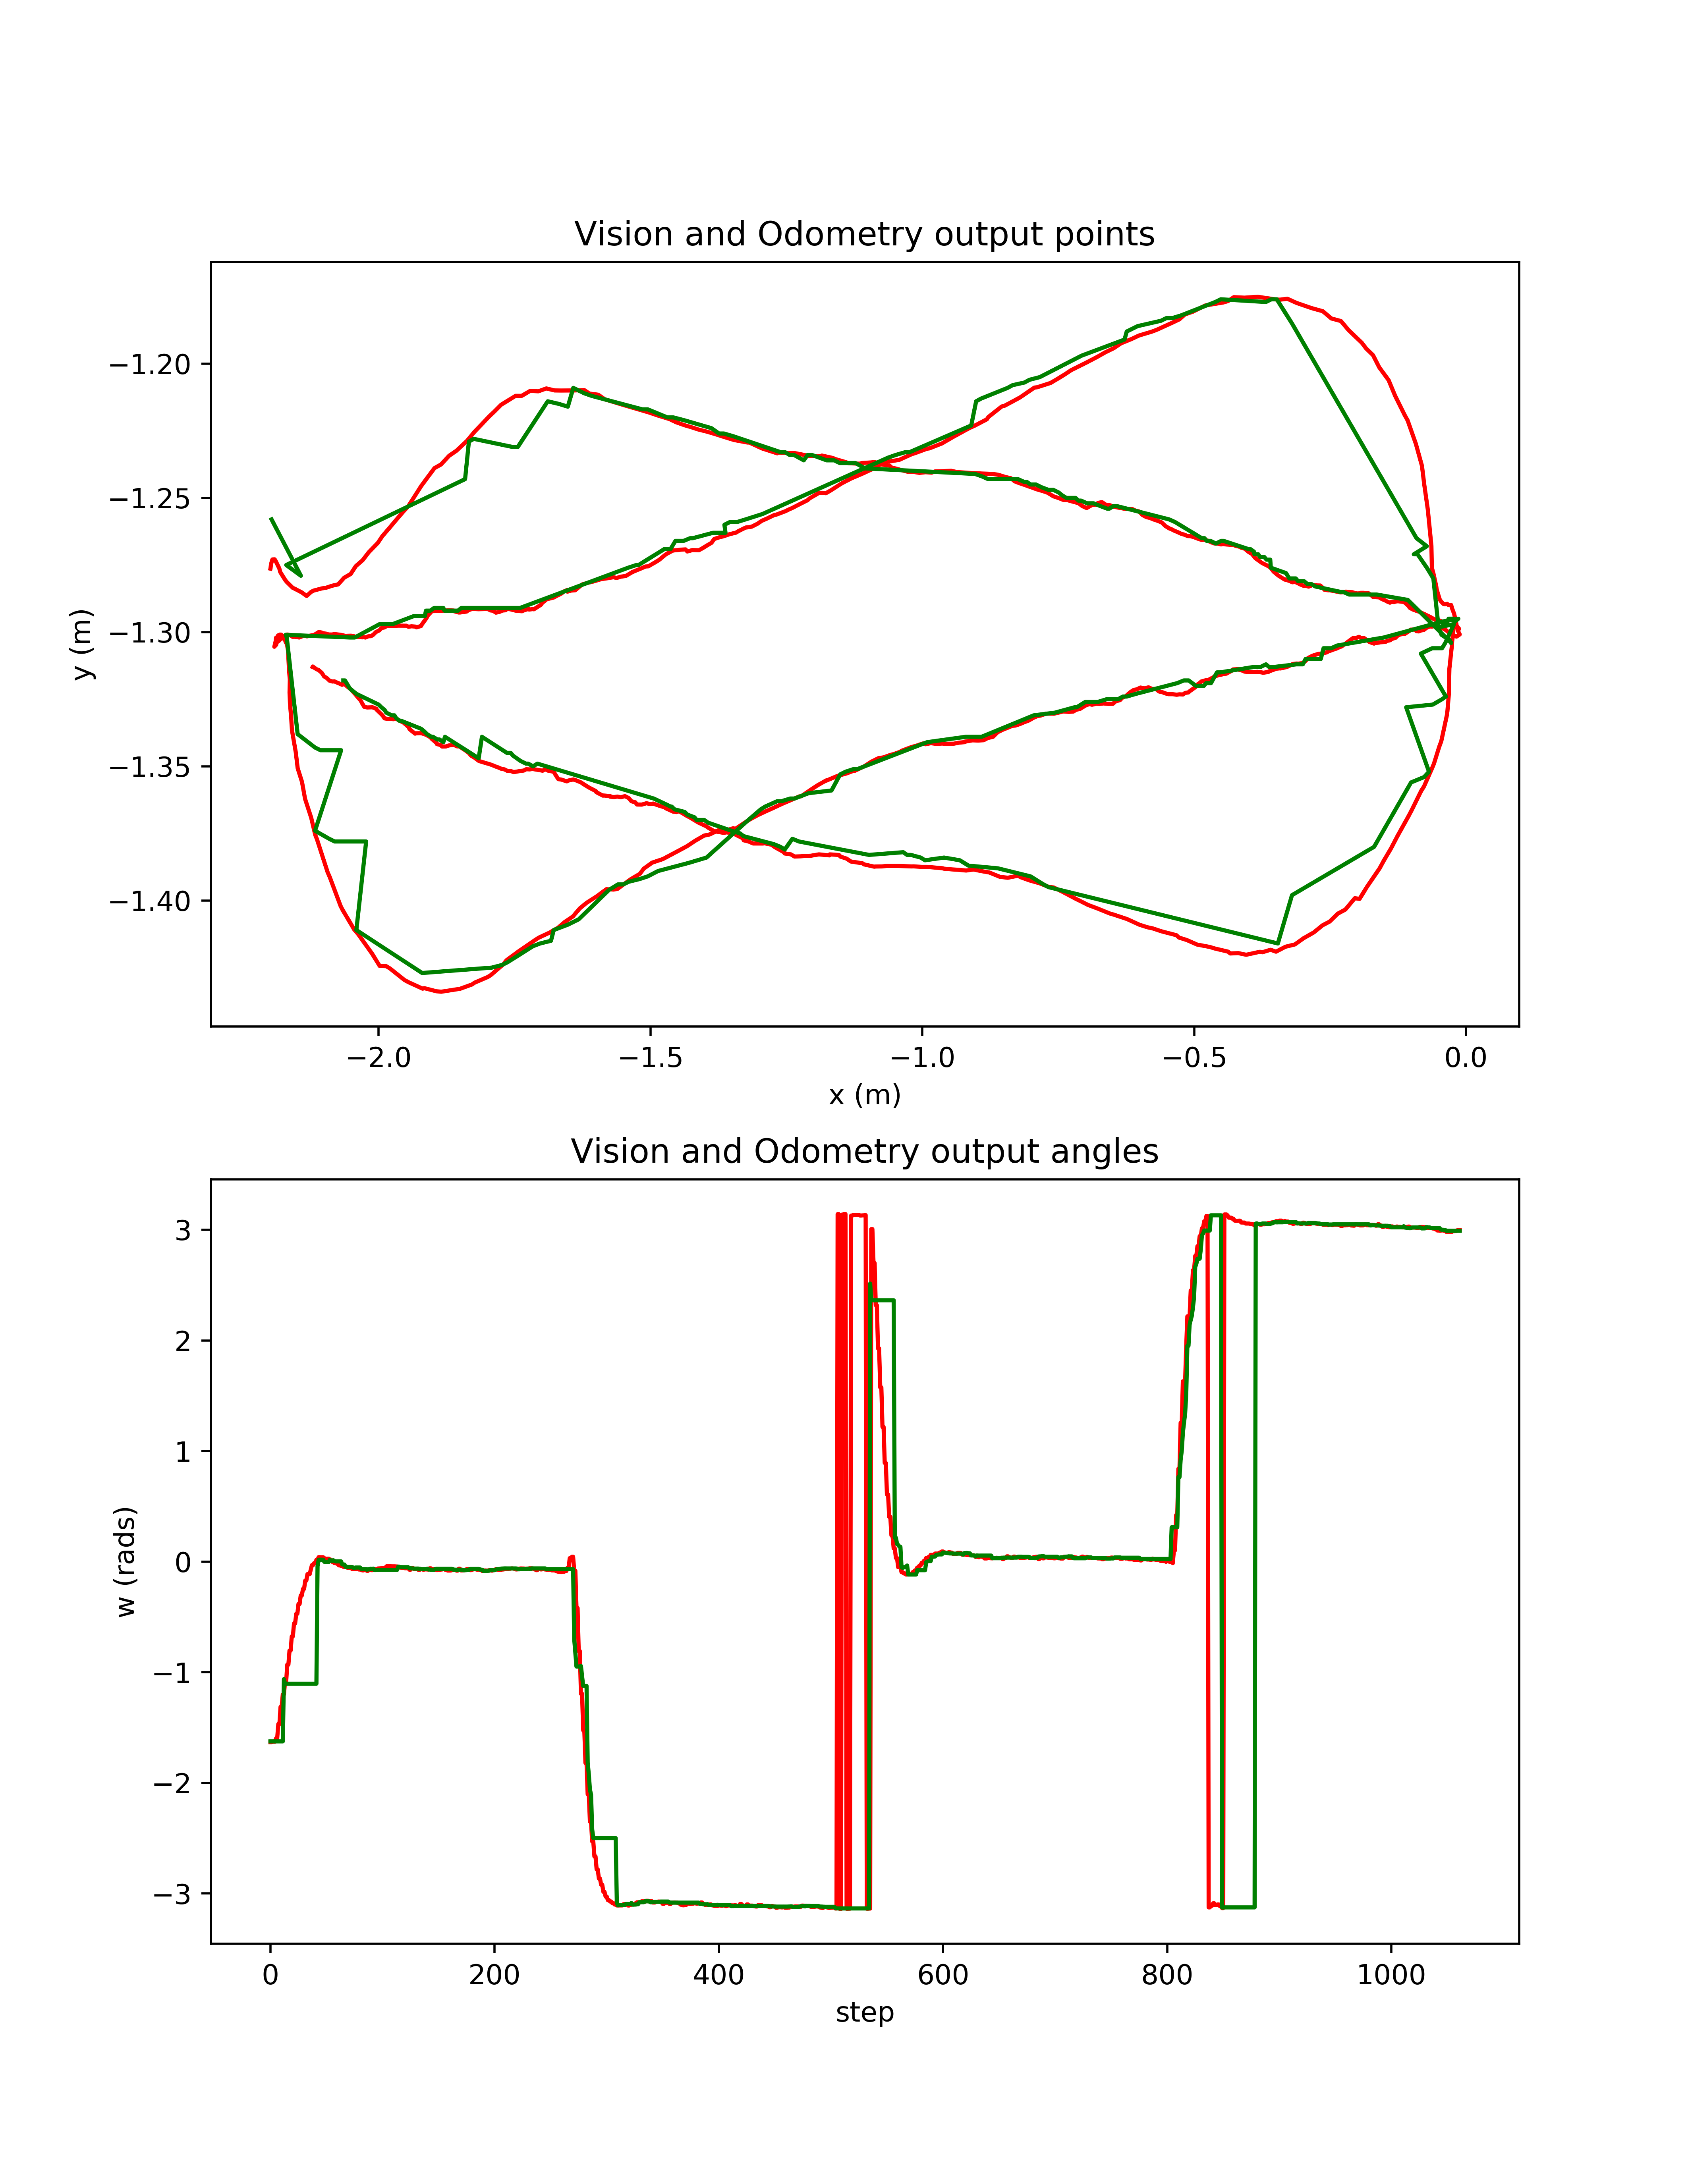 Vision and Odometry output points
−1.20
−1.25
−1.30
−1.35
−1.40
y (m)
−2.0 −1.5 −1.0 −0.5 0.0
x (m)
Vision and Odometry output angles
3
2
1
0
−1
−2
−3
w (rads)
0 200 400 600 800 1000
step